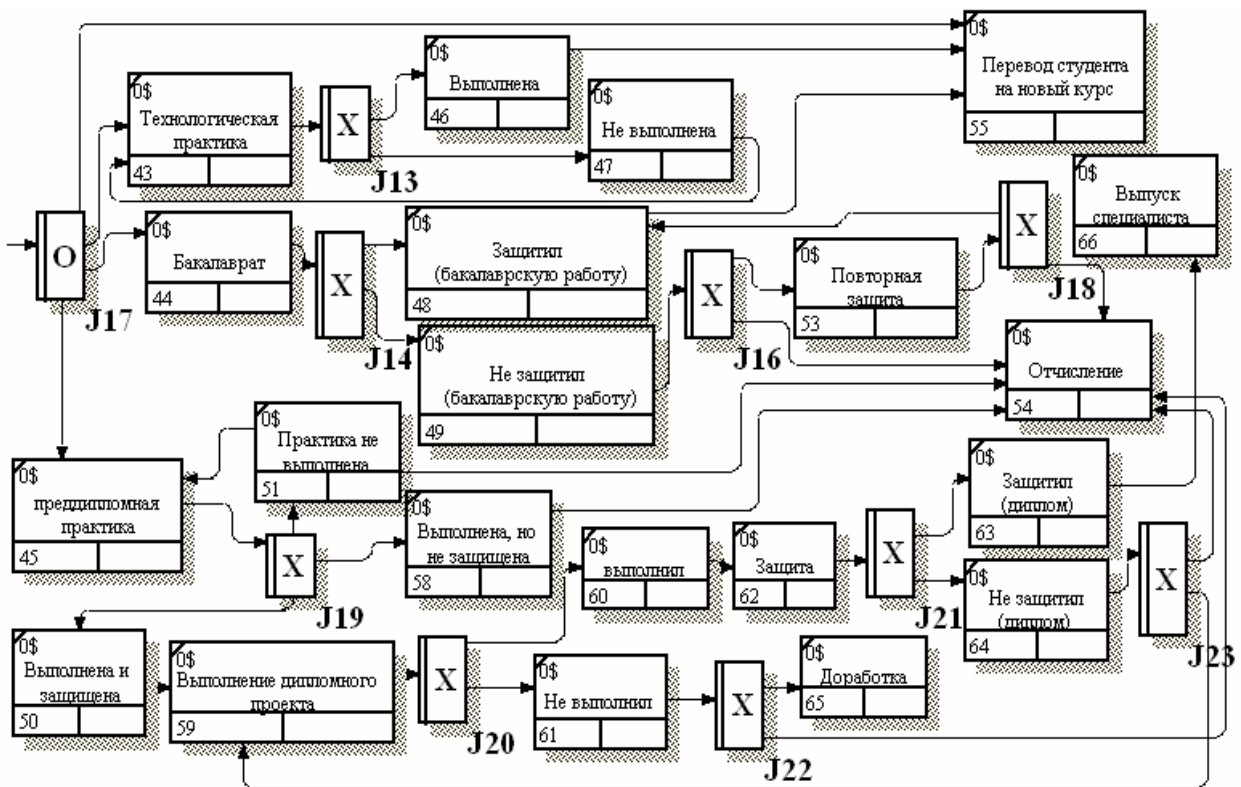 0$
Перевод студента
на новый курс
55
0$
Выполнена
46
0$
Технологическая
практика
43
X
J13
0$
Не выполнена
47
0$
Выпуск
специалиста
66
O
J17
0$
Бакалаврат
44
X
J14
0$
Защитил
(бакалаврскую работу)
48
X
J16
0$
Повторная
защита
53
X
J18
0$
Не защитил
(бакалаврскую работу)
49
0$
Отчисление
54
0$
Практика не
выполнена
51
0$
преддипломная
практика
45
X
J19
0$
Выполнена, но
не защищена
58
0$
выполнил
60
0$
Защита
62
X
J21
0$
Защитил
(диплом)
63
0$
Не защитил
(диплом)
64
X
J23
0$
Выполнена и
защищена
50
0$
Выполнение дипломного
проекта
59
X
J20
0$
Не выполнил
61
X
J22
0$
Доработка
65